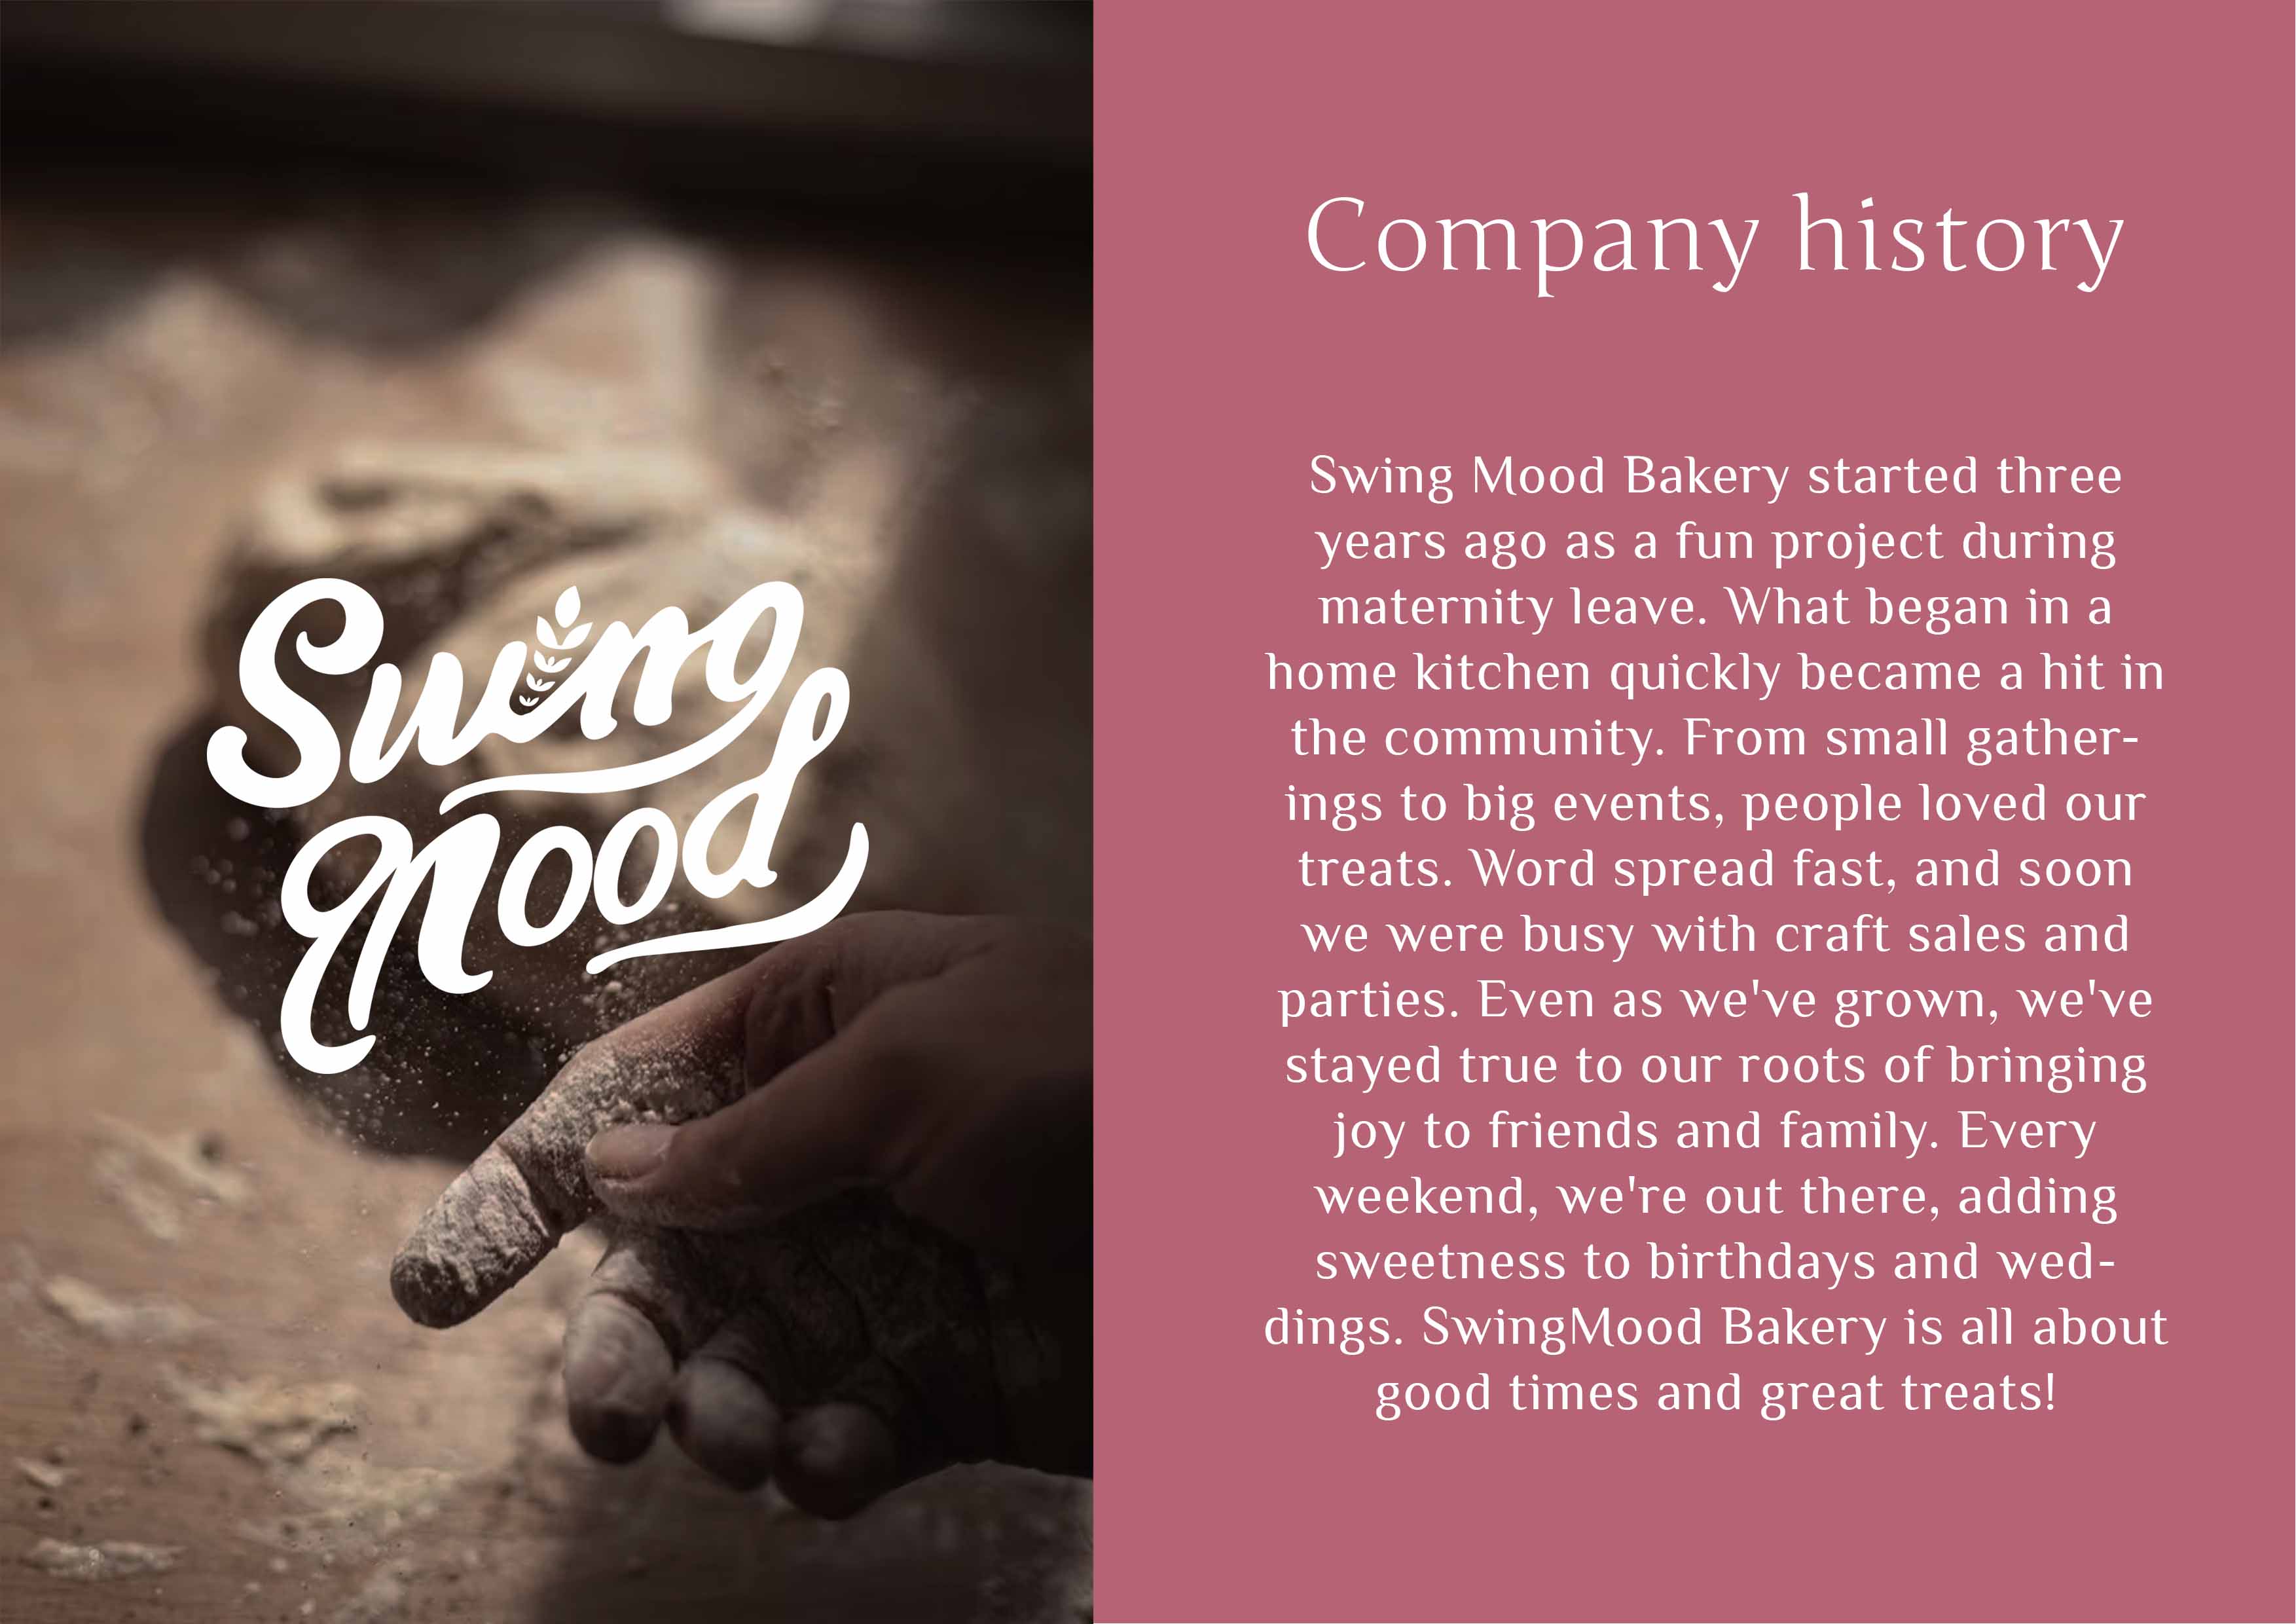 Swing
Mood
Company history
Swing Mood Bakery started three
years ago as a fun project during
maternity leave. What began in a
home kitchen quickly became a hit in
the community. From small gather-
ings to big events, people loved our
treats. Word spread fast, and soon
we were busy with craft sales and
parties. Even as we've grown, we've
stayed true to our roots of bringing
joy to friends and family. Every
weekend, we're out there, adding
sweetness to birthdays and wed-
dings. SwingMood Bakery is all about
good times and great treats!